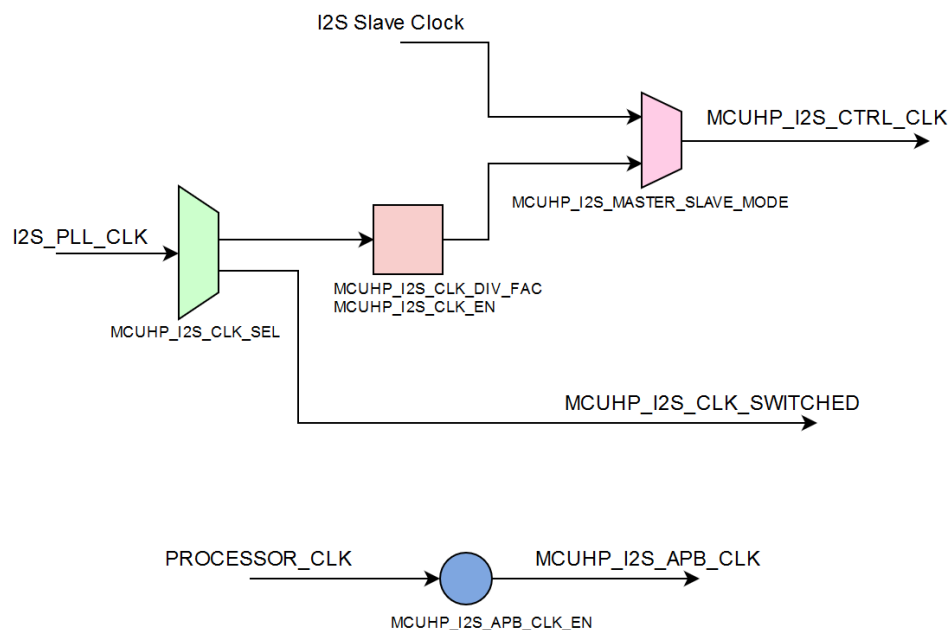 I2S Slave Clock
MCUHP_I2S_CTRL_CLK
MCUHP_I2S_MASTER_SLAVE_MODE
I2S_PLL_CLK
MCUHP_I2S_CLK_DIV_FAC
MCUHP_I2S_CLK_EN
MCUHP_I2S_CLK_SEL
MCUHP_I2S_CLK_SWITCHED
PROCESSOR_CLK
MCUHP_I2S_APB_CLK
MCUHP_I2S_APB_CLK_EN